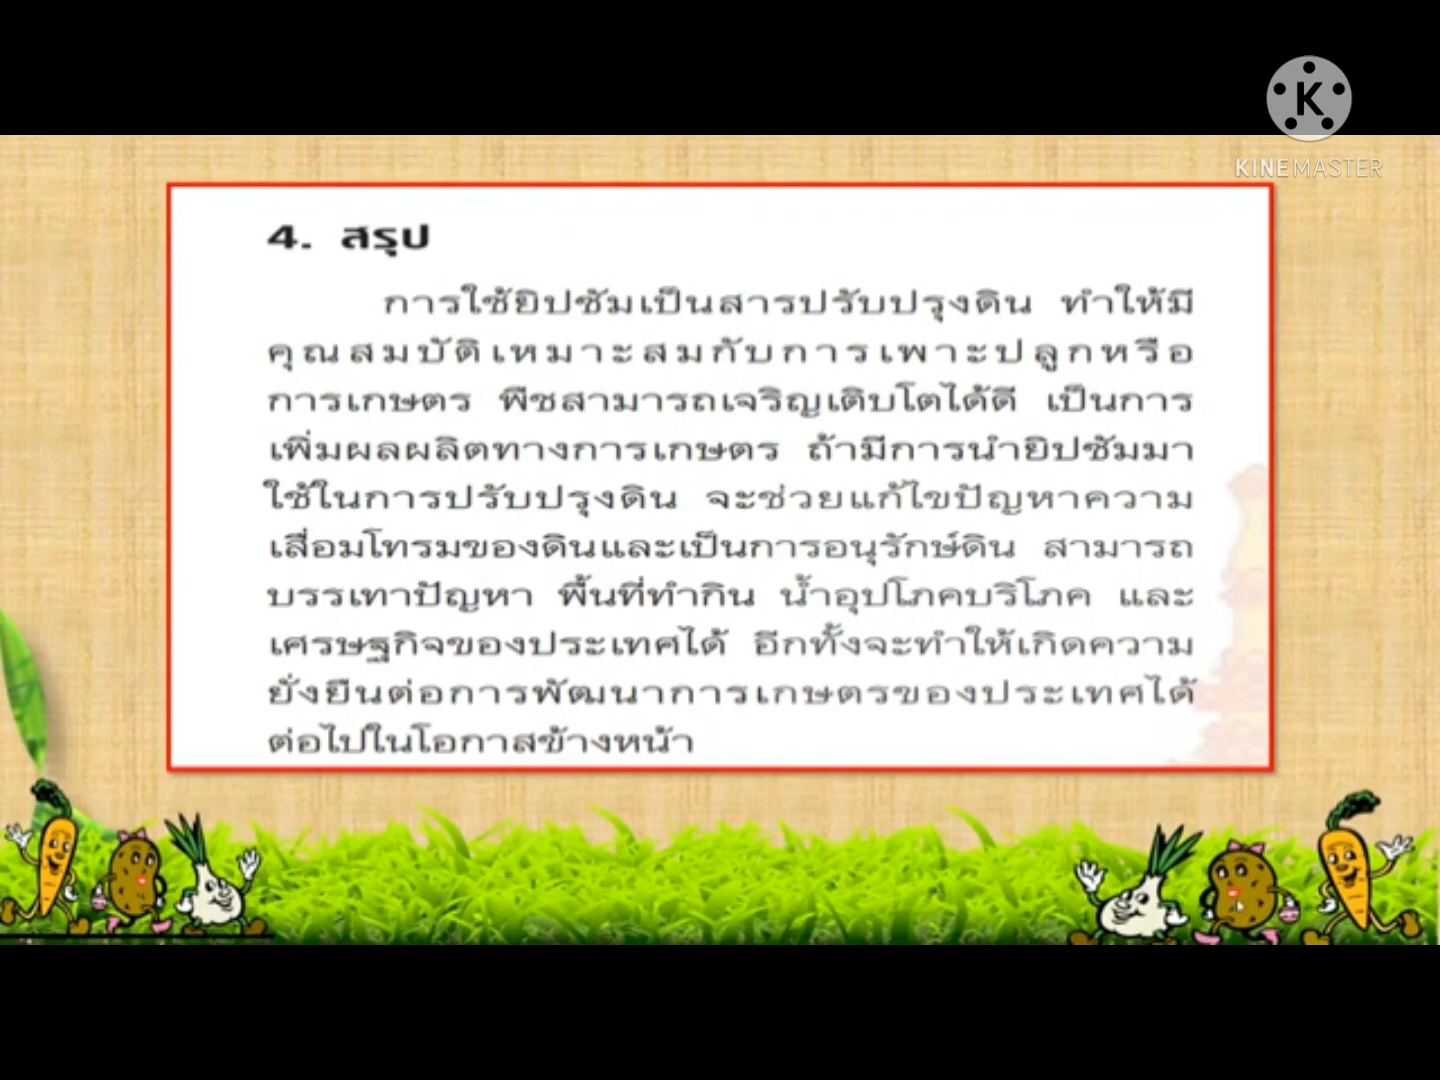 KINEMASTER
4. สรุป
การใช้ยิปซัมเป็นสารปรับปรุงดิน ทำให้มี
คุณสมบัติเหมาะสมกับการเพาะปลูกหรือ
การเกษตร พืชสามารถเจริญเติบโตได้ดี เป็นการ
เพิ่มผลผลิตทางการเกษตร ถ้ามีการนำยิปซัมมา
ใช้ในการปรับปรุงดิน จะช่วยแก้ไขปัญหาความ
เสื่อมโทรมของดินและเป็นการอนุรักษ์ดิน สามารถ
บรรเทาปัญหา พื้นที่ทำกิน น้ำอุปโภคบริโภค และ
เศรษฐกิจของประเทศได้ อีกทั้งจะทำให้เกิดความ
ยั่งยืนต่อการพัฒนาการเกษตรของประเทศได้
ต่อไปในโอกาสข้างหน้า